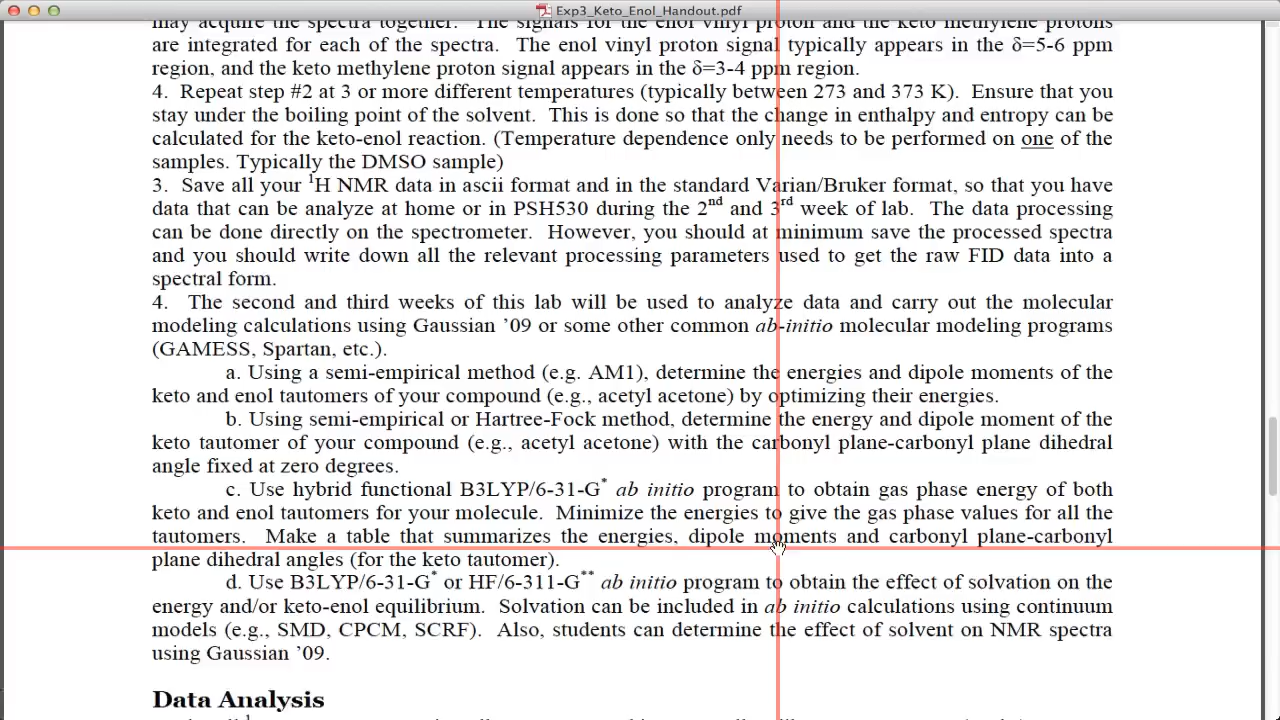 Exp3_Keto_Enol_Handout.pdf
may acquire the spectra together. The signals for the enol vinyl proton and the keto methylene protons
are integrated for each of the spectra. The enol vinyl proton signal typically appears in the δ=5-6 ppm
region, and the keto methylene proton signal appears in the δ=3-4 ppm region.
4. Repeat step #2 at 3 or more different temperatures (typically between 273 and 373 K). Ensure that you
stay under the boiling point of the solvent. This is done so that the change in enthalpy and entropy can be
calculated for the keto-enol reaction. (Temperature dependence only needs to be performed on one of the
samples. Typically the DMSO sample)
3. Save all your ¹H NMR data in ascii format and in the standard Varian/Bruker format, so that you have
data that can be analyze at home or in PSH530 during the 2nd and 3rd week of lab. The data processing
can be done directly on the spectrometer. However, you should at minimum save the processed spectra
and you should write down all the relevant processing parameters used to get the raw FID data into a
spectral form.
4. The second and third weeks of this lab will be used to analyze data and carry out the molecular
modeling calculations using Gaussian ’09 or some other common ab-initio molecular modeling programs
(GAMESS, Spartan, etc.).
a. Using a semi-empirical method (e.g. AM1), determine the energies and dipole moments of the
keto and enol tautomers of your compound (e.g., acetyl acetone) by optimizing their energies.
b. Using semi-empirical or Hartree-Fock method, determine the energy and dipole moment of the
keto tautomer of your compound (e.g., acetyl acetone) with the carbonyl plane-carbonyl plane dihedral
angle fixed at zero degrees.
c. Use hybrid functional B3LYP/6-31-G* ab initio program to obtain gas phase energy of both
keto and enol tautomers for your molecule. Minimize the energies to give the gas phase values for all the
tautomers. Make a table that summarizes the energies, dipole moments and carbonyl plane-carbonyl
plane dihedral angles (for the keto tautomer).
d. Use B3LYP/6-31-G* or HF/6-311-G** ab initio program to obtain the effect of solvation on the
energy and/or keto-enol equilibrium. Solvation can be included in ab initio calculations using continuum
models (e.g., SMD, CPCM, SCRF). Also, students can determine the effect of solvent on NMR spectra
using Gaussian ’09.
Data Analysis